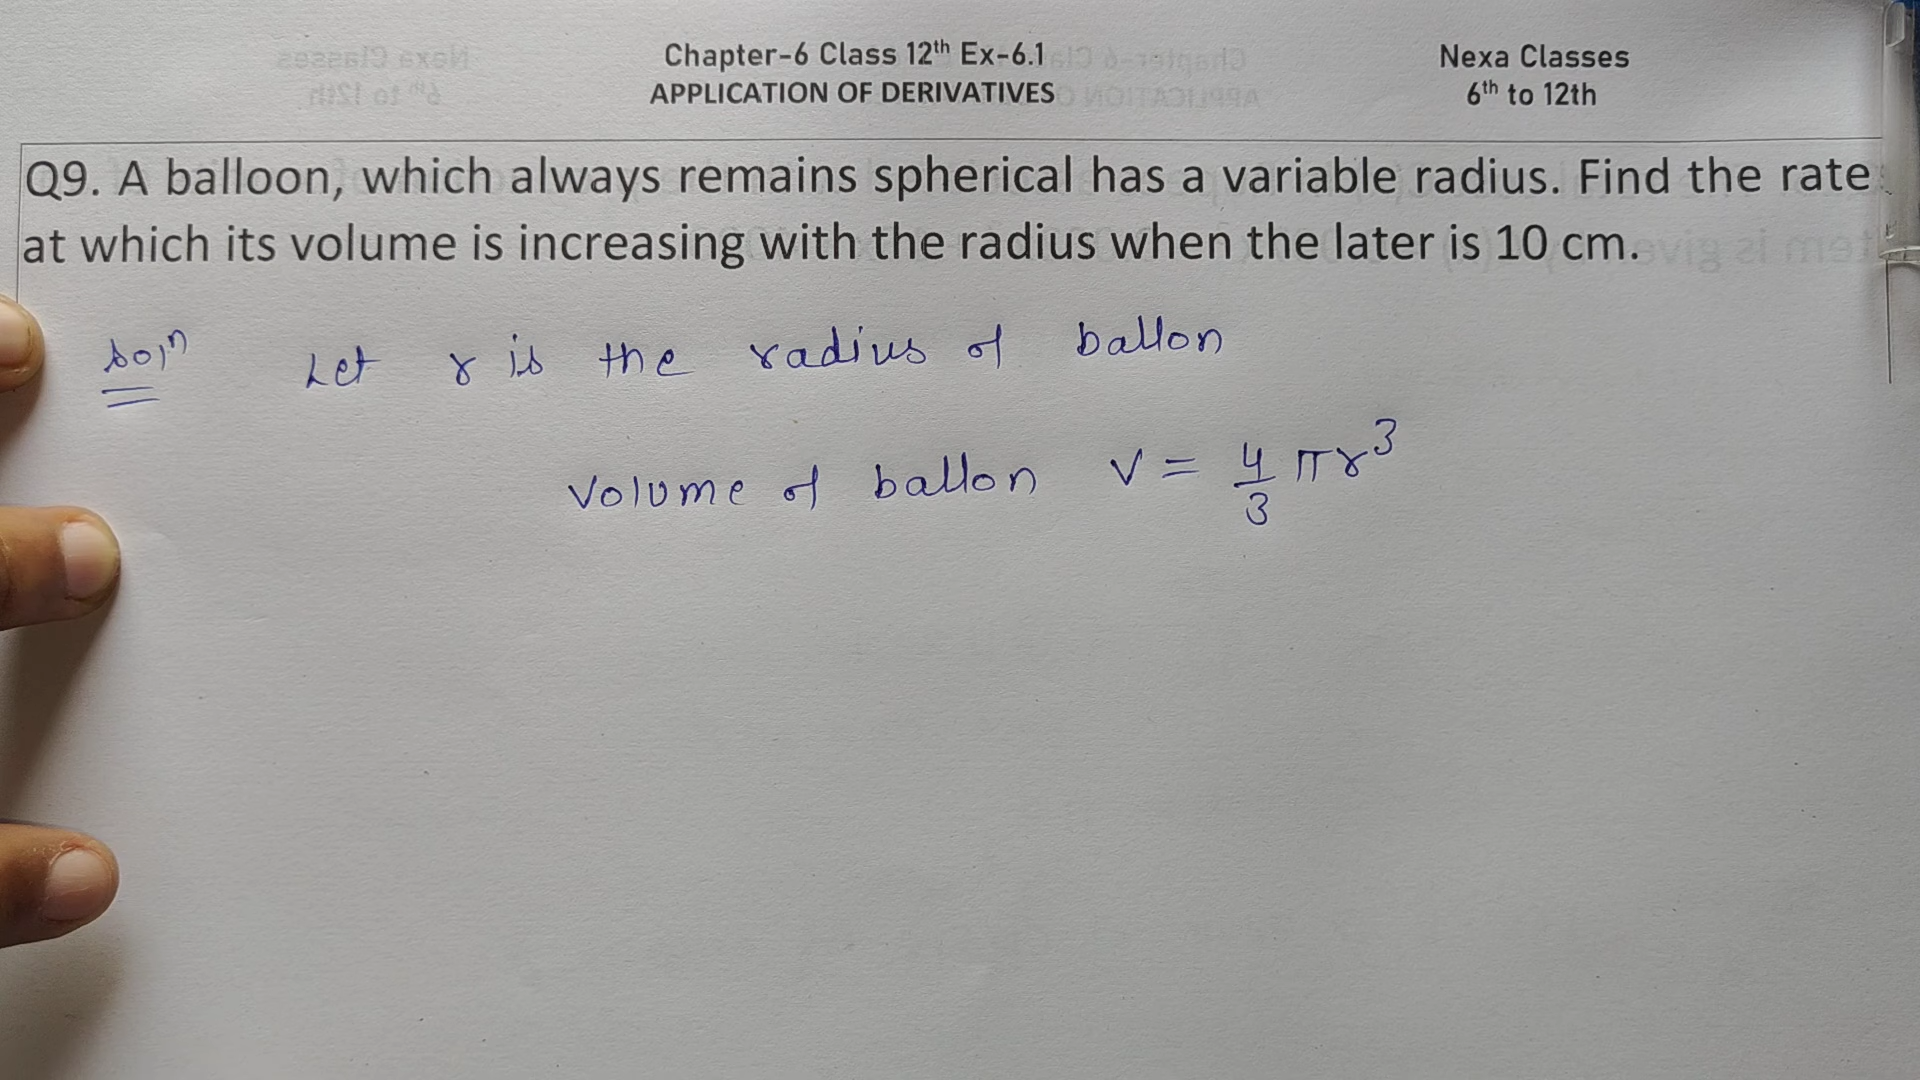 Chapter-6 Class 12th Ex-6.1
APPLICATION OF DERIVATIVES
Nexa Classes
6th to 12th
Q9. A balloon, which always remains spherical has a variable radius. Find the rate
at which its volume is increasing with the radius when the later is 10 cm.
Soln Let r is the radius of ballon
Volume of ballon V = 4/3 πr³